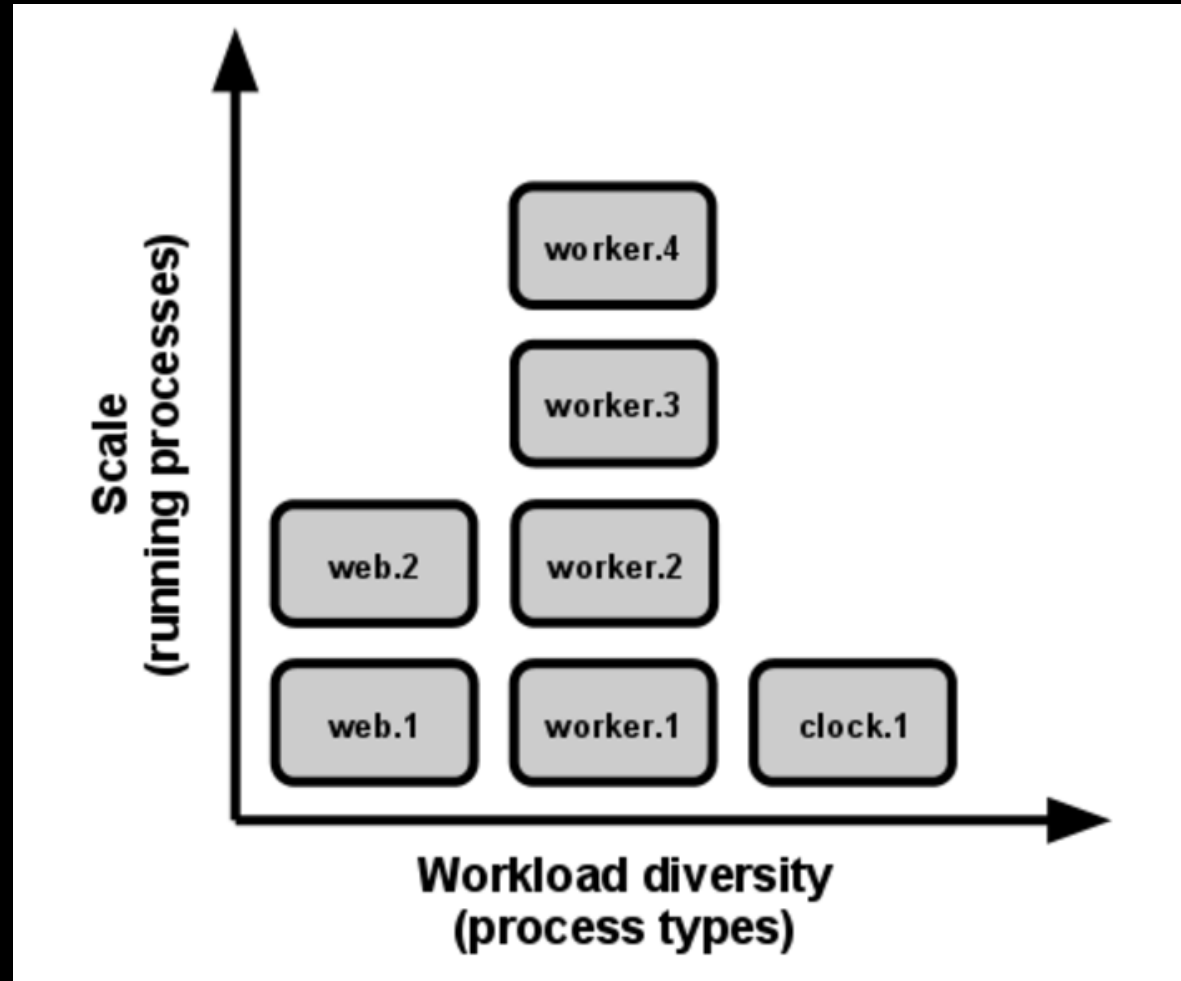 Scale
(running processes)
worker.4
worker.3
web.2
worker.2
web.1
worker.1
clock.1
Workload diversity
(process types)